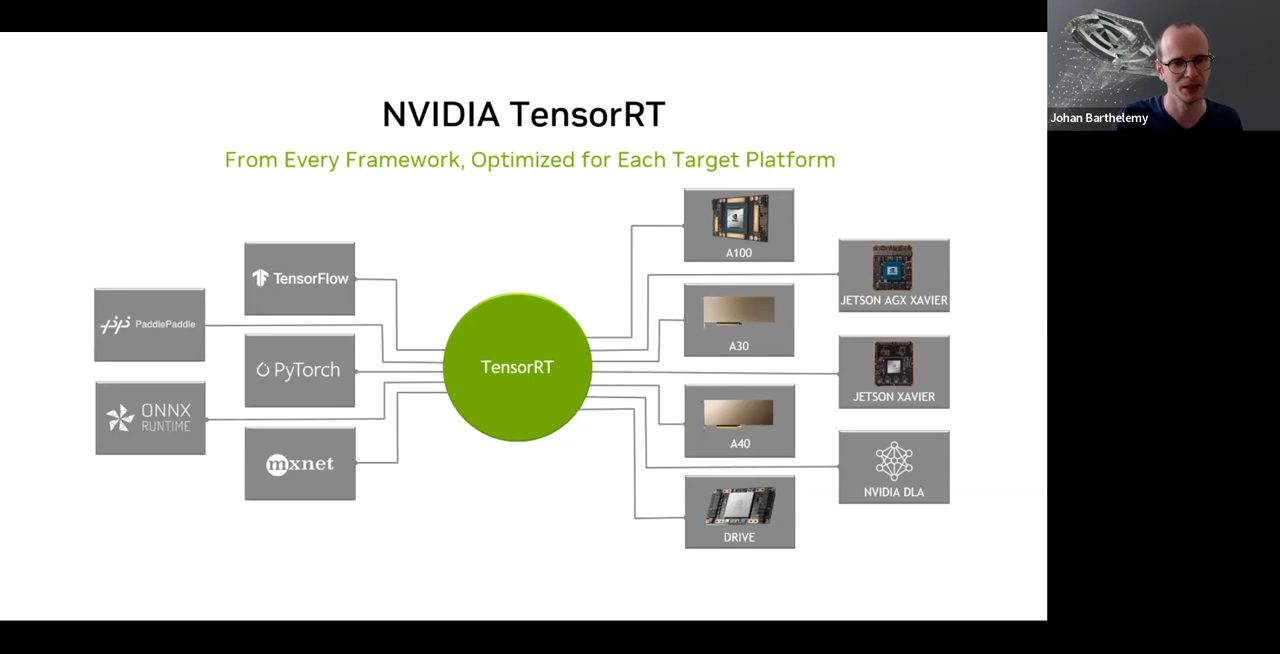 NVIDIA TensorRT
From Every Framework, Optimized for Each Target Platform
TensorFlow
PaddlePaddle
PyTorch
ONNX
RUNTIME
mxnet
TensorRT
A100
A30
A40
DRIVE
JETSON AGX XAVIER
JETSON XAVIER
NVIDIA DLA
Johan Barthelemy